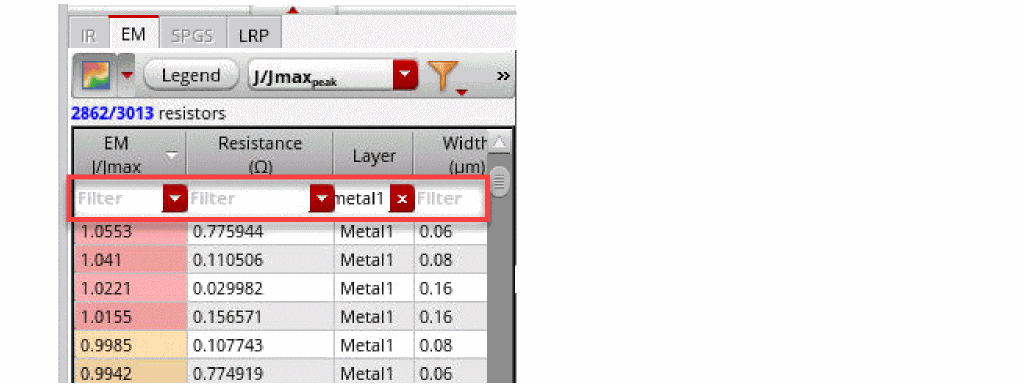 IR EM SPGS LRP
Legend J/Jmaxpeak »
2862/3013 resistors
EM J/Jmax Resistance (Ω) Layer Width (μm)
Filter Filter metal1 × Filter
1.0553 0.775944 Metal1 0.06
1.041 0.110506 Metal1 0.08
1.0221 0.029982 Metal1 0.16
1.0155 0.156571 Metal1 0.16
0.9985 0.107743 Metal1 0.08
0.9942 0.774919 Metal1 0.06